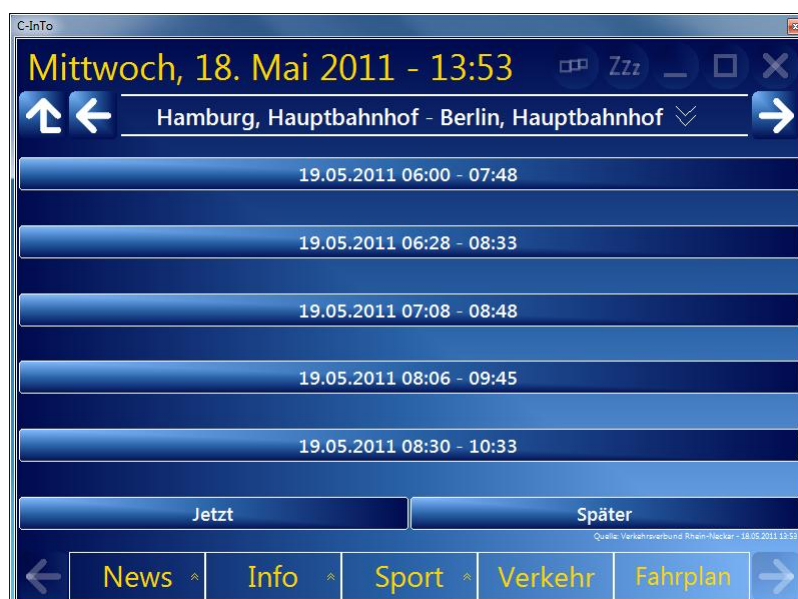 C-InTo
Mittwoch, 18. Mai 2011 - 13:53
Zzz
Hamburg, Hauptbahnhof - Berlin, Hauptbahnhof
19.05.2011 06:00 - 07:48
19.05.2011 06:28 - 08:33
19.05.2011 07:08 - 08:48
19.05.2011 08:06 - 09:45
19.05.2011 08:30 - 10:33
Jetzt Später
Quelle: Verkehrsverbund Rhein-Neckar - 18.05.2011 13:53
News Info Sport Verkehr Fahrplan